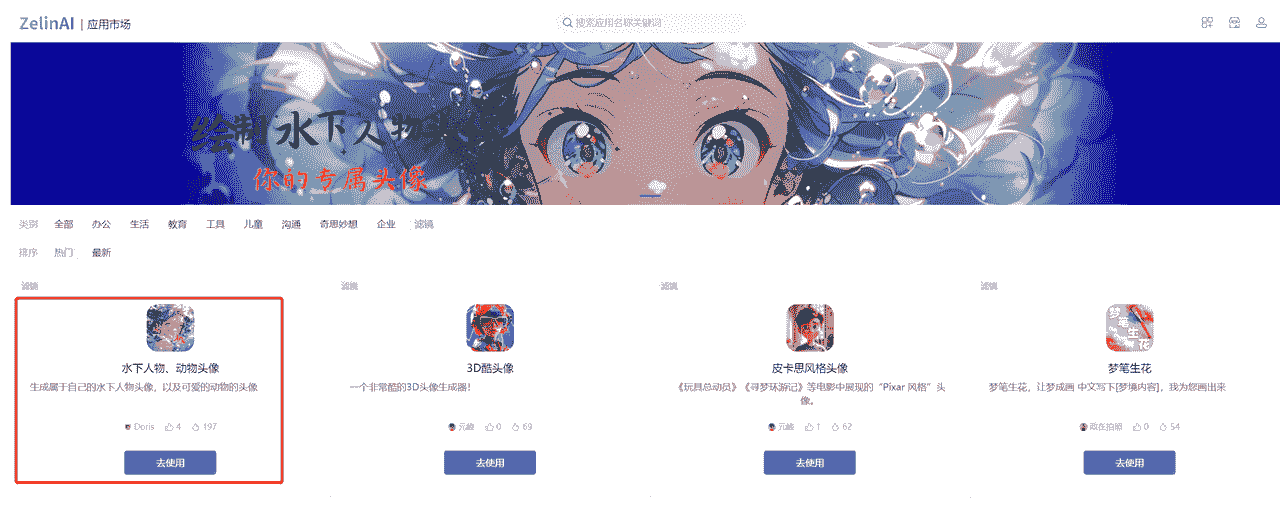 ZelinAI | 应用市场
搜索应用名称关键词
绘制水下人物
你的专属头像
类别 全部 办公 生活 教育 工具 儿童 沟通 奇思妙想 企业 滤镜
排序 热门 最新
滤镜
水下人物、动物头像
生成属于自己的水下人物头像，以及可爱的动物的头像
Doris 4 197
去使用
滤镜
3D酷头像
一个非常酷的3D头像生成器！
元峰 0 69
去使用
滤镜
皮卡思风格头像
《玩具总动员》《寻梦环游记》等电影中展现的“Pixar 风格”头
像。
元峰 1 62
去使用
滤镜
梦笔生花
梦笔生花，让梦成画 中文写下[梦境内容]，我为您画出来
政在拍照 0 54
去使用